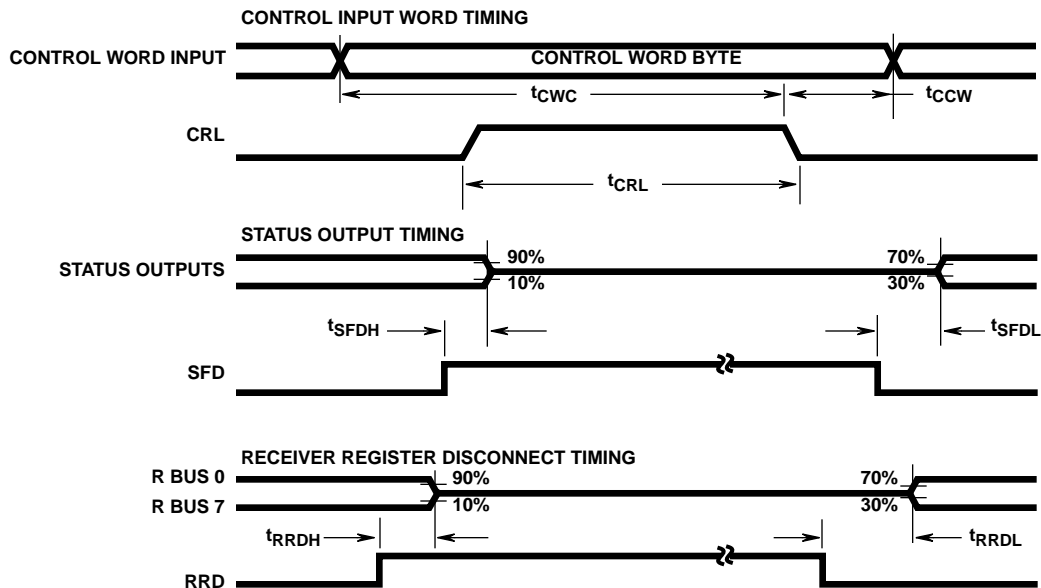 CONTROL INPUT WORD TIMING
CONTROL WORD INPUT
CONTROL WORD BYTE
tCWC
tCCW
CRL
tCRL
STATUS OUTPUT TIMING
STATUS OUTPUTS
90%
70%
10%
30%
tSFDH
tSFDL
SFD
RECEIVER REGISTER DISCONNECT TIMING
R BUS 0
90%
70%
R BUS 7
10%
30%
tRRDH
tRRDL
RRD